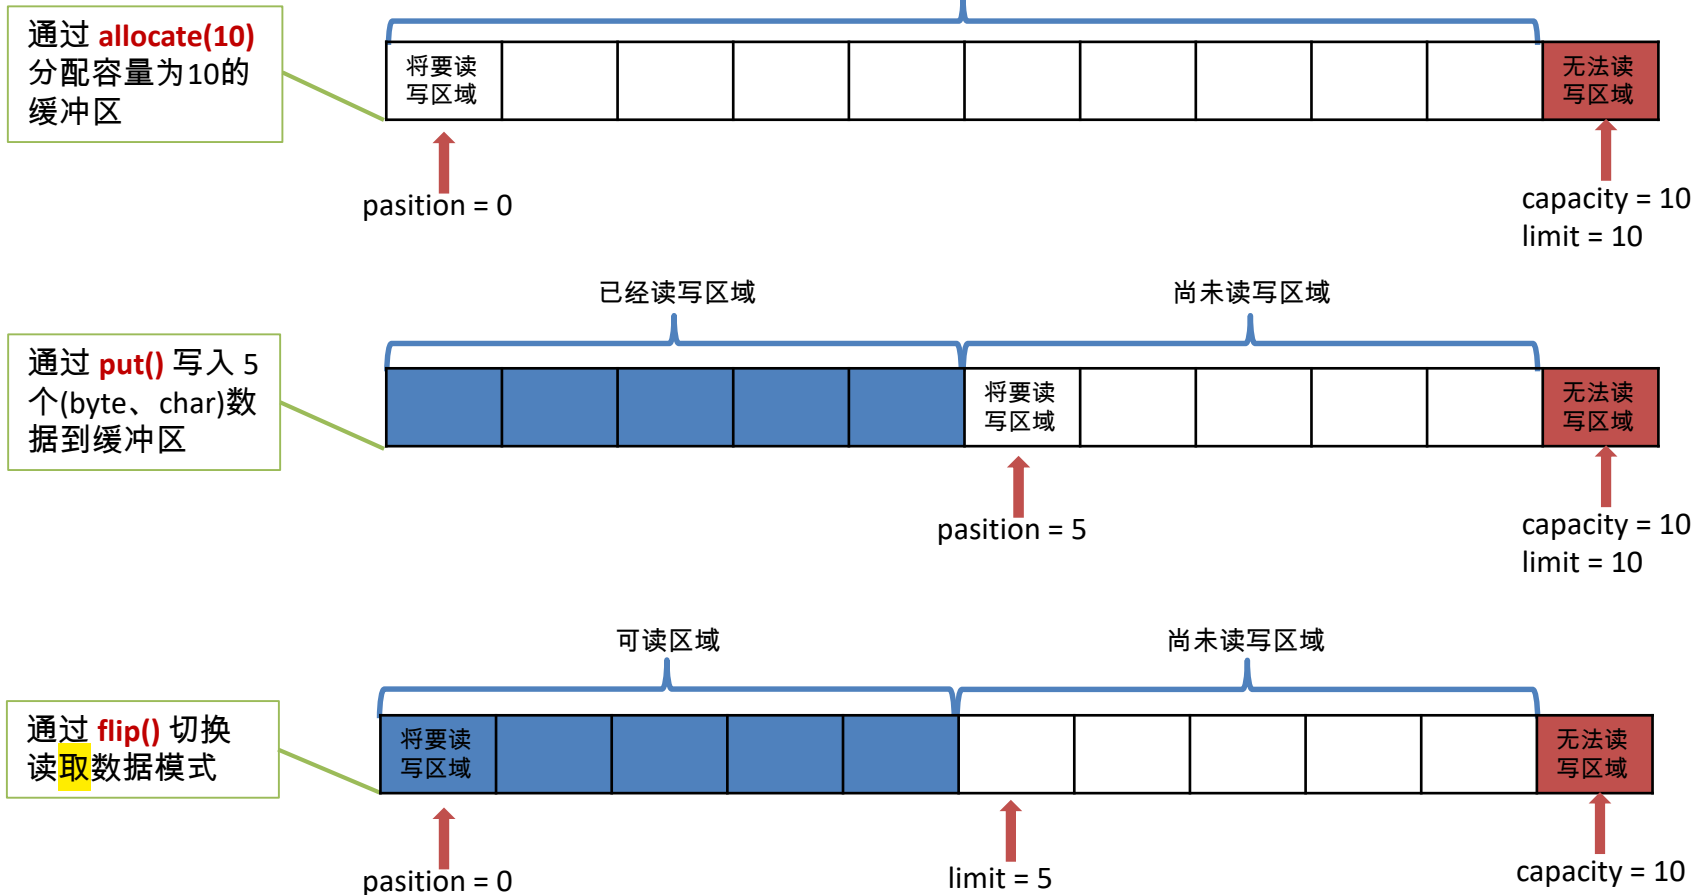 通过 allocate(10)
分配容量为10的
缓冲区
将要读
写区域
无法读
写区域
pasition = 0
capacity = 10
limit = 10
已经读写区域
尚未读写区域
通过 put() 写入 5
个(byte、char)数
据到缓冲区
将要读
写区域
无法读
写区域
pasition = 5
capacity = 10
limit = 10
可读区域
尚未读写区域
通过 flip() 切换
读取数据模式
将要读
写区域
无法读
写区域
pasition = 0
limit = 5
capacity = 10